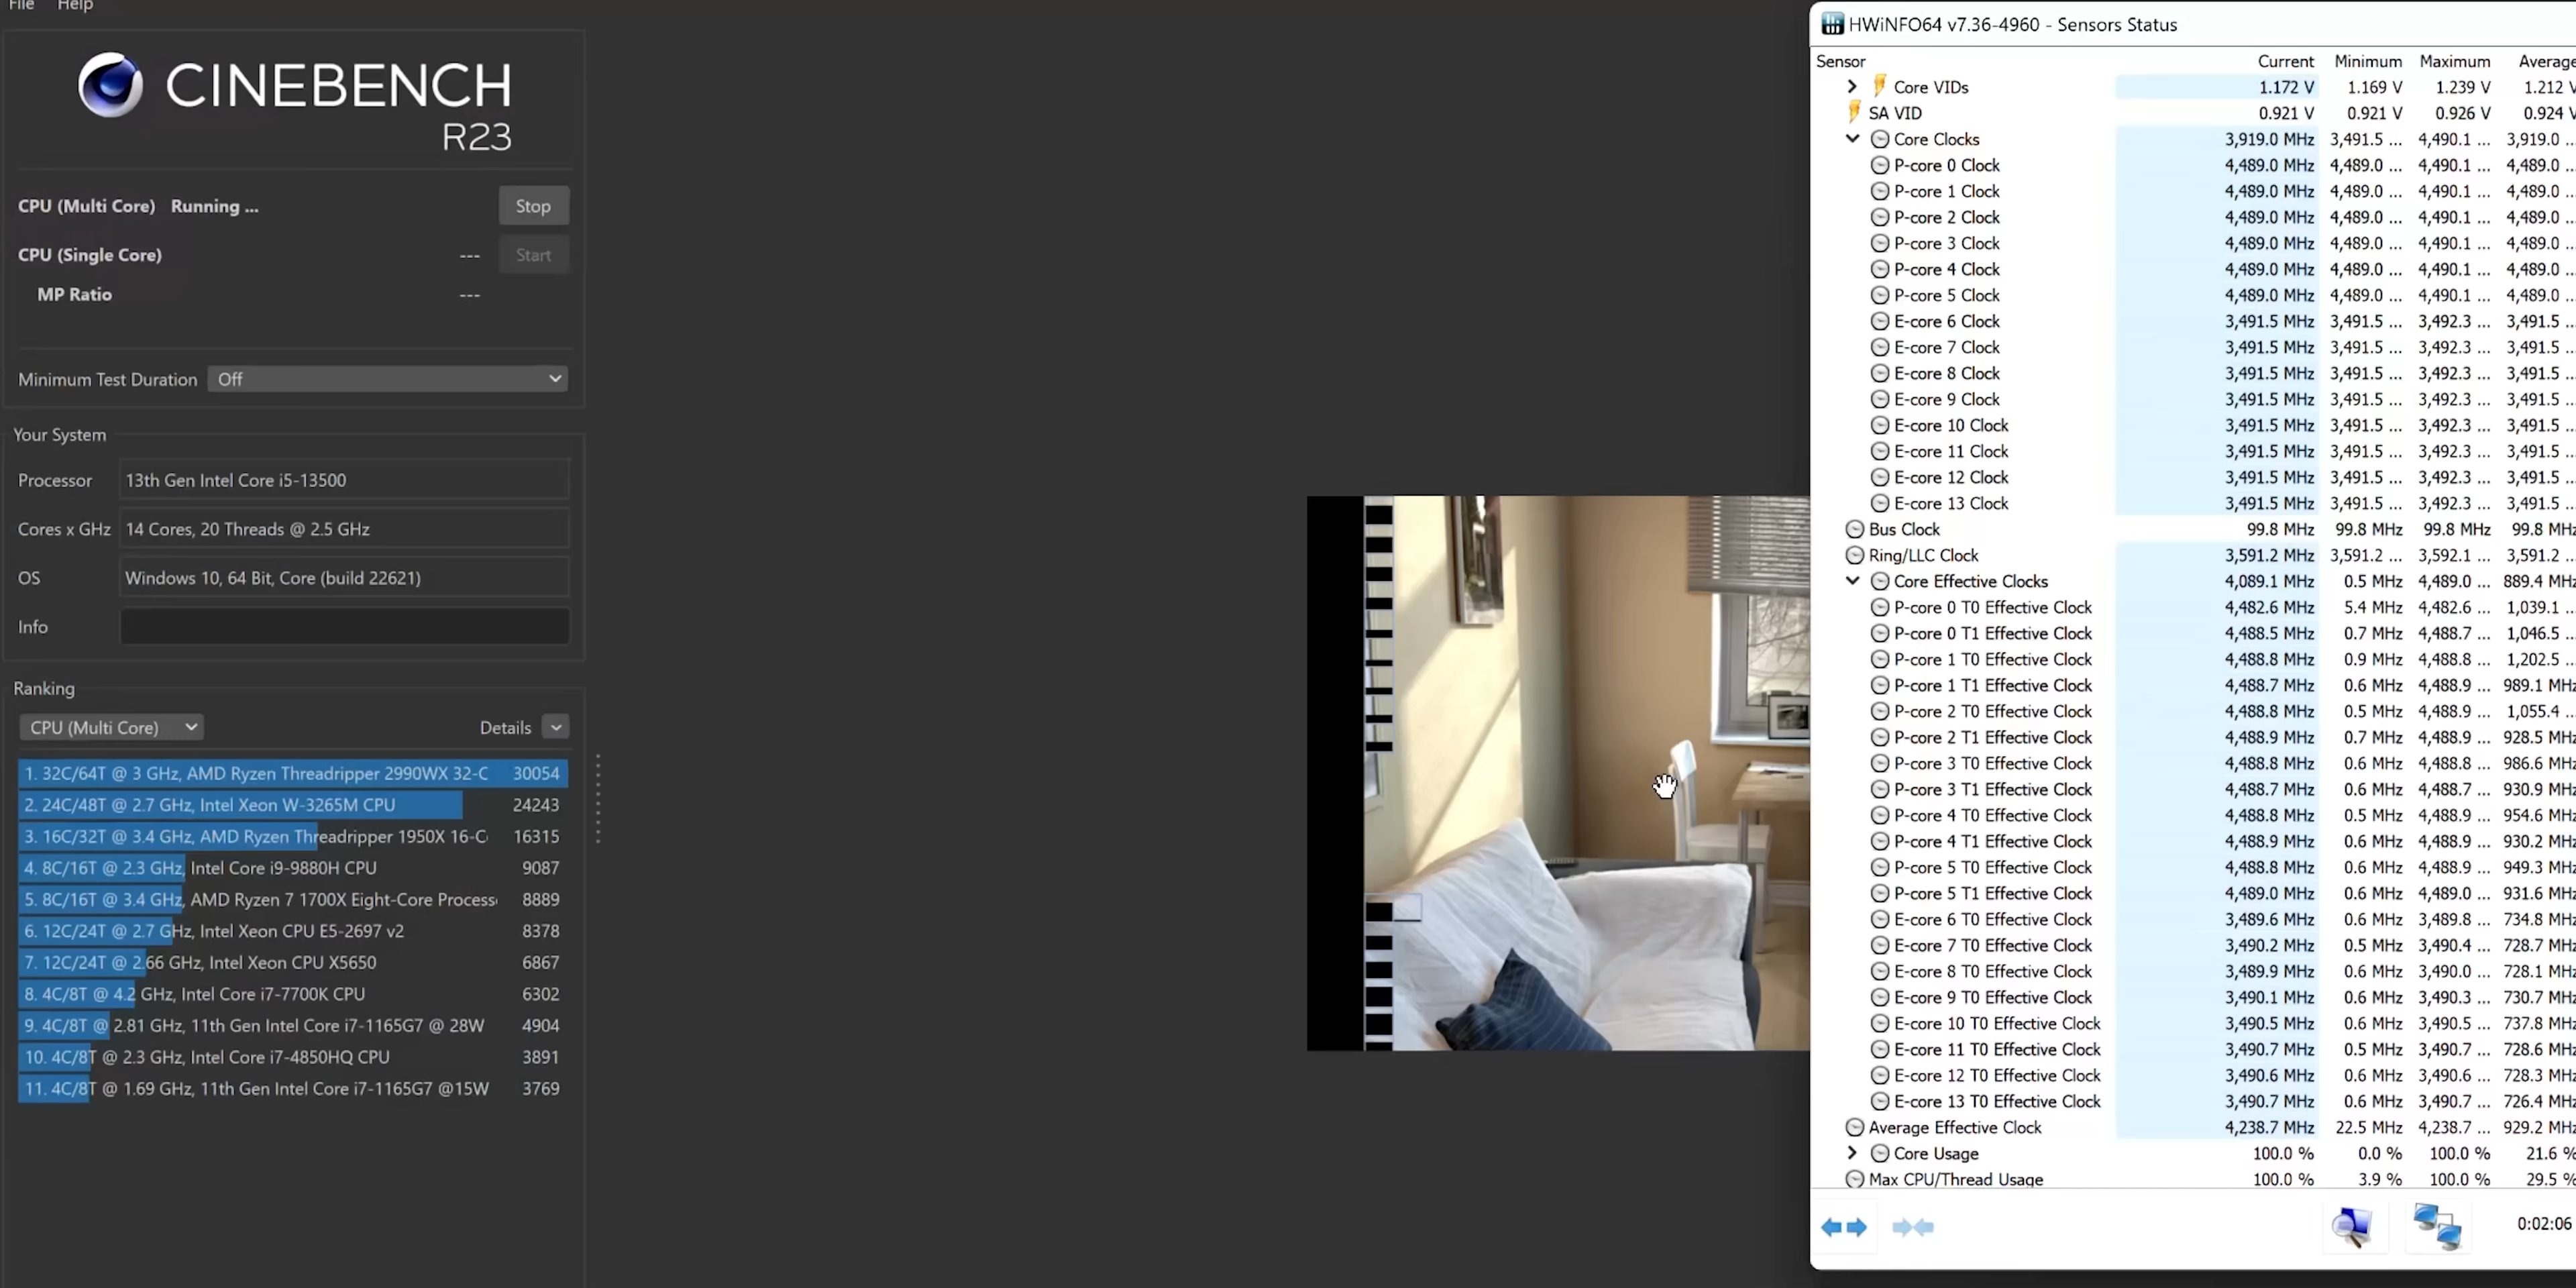 File Help
CINEBENCH
R23
CPU (Multi Core) Running ... Stop
CPU (Single Core) --- Start
MP Ratio ---
Minimum Test Duration Off
Your System
Processor 13th Gen Intel Core i5-13500
Cores x GHz 14 Cores, 20 Threads @ 2.5 GHz
OS Windows 10, 64 Bit, Core (build 22621)
Info
Ranking
CPU (Multi Core) Details
1. 32C/64T @ 3 GHz, AMD Ryzen Threadripper 2990WX 32-C 30054
2. 24C/48T @ 2.7 GHz, Intel Xeon W-3265M CPU 24243
3. 16C/32T @ 3.4 GHz, AMD Ryzen Threadripper 1950X 16-C 16315
4. 8C/16T @ 2.3 GHz, Intel Core i9-9880H CPU 9087
5. 8C/16T @ 3.4 GHz, AMD Ryzen 7 1700X Eight-Core Process 8889
6. 12C/24T @ 2.7 GHz, Intel Xeon CPU E5-2697 v2 8378
7. 12C/24T @ 2.66 GHz, Intel Xeon CPU X5650 6867
8. 4C/8T @ 4.2 GHz, Intel Core i7-7700K CPU 6302
9. 4C/8T @ 2.81 GHz, 11th Gen Intel Core i7-1165G7 @ 28W 4904
10. 4C/8T @ 2.3 GHz, Intel Core i7-4850HQ CPU 3891
11. 4C/8T @ 1.69 GHz, 11th Gen Intel Core i7-1165G7 @15W 3769
HWiNFO64 v7.36-4960 - Sensors Status
Sensor Current Minimum Maximum Average
Core VIDs 1.172 V 1.169 V 1.239 V 1.212 V
SA VID 0.921 V 0.921 V 0.926 V 0.924 V
Core Clocks 3,919.0 MHz 3,491.5 ... 4,490.1 ... 3,919.0 ...
P-core 0 Clock 4,489.0 MHz 4,489.0 ... 4,490.1 ... 4,489.0 ...
P-core 1 Clock 4,489.0 MHz 4,489.0 ... 4,490.1 ... 4,489.0 ...
P-core 2 Clock 4,489.0 MHz 4,489.0 ... 4,490.1 ... 4,489.0 ...
P-core 3 Clock 4,489.0 MHz 4,489.0 ... 4,490.1 ... 4,489.0 ...
P-core 4 Clock 4,489.0 MHz 4,489.0 ... 4,490.1 ... 4,489.0 ...
P-core 5 Clock 4,489.0 MHz 4,489.0 ... 4,490.1 ... 4,489.0 ...
E-core 6 Clock 3,491.5 MHz 3,491.5 ... 3,492.3 ... 3,491.5 ...
E-core 7 Clock 3,491.5 MHz 3,491.5 ... 3,492.3 ... 3,491.5 ...
E-core 8 Clock 3,491.5 MHz 3,491.5 ... 3,492.3 ... 3,491.5 ...
E-core 9 Clock 3,491.5 MHz 3,491.5 ... 3,492.3 ... 3,491.5 ...
E-core 10 Clock 3,491.5 MHz 3,491.5 ... 3,492.3 ... 3,491.5 ...
E-core 11 Clock 3,491.5 MHz 3,491.5 ... 3,492.3 ... 3,491.5 ...
E-core 12 Clock 3,491.5 MHz 3,491.5 ... 3,492.3 ... 3,491.5 ...
E-core 13 Clock 3,491.5 MHz 3,491.5 ... 3,492.3 ... 3,491.5 ...
Bus Clock 99.8 MHz 99.8 MHz 99.8 MHz 99.8 MHz
Ring/LLC Clock 3,591.2 MHz 3,591.2 ... 3,592.1 ... 3,591.2 ...
Core Effective Clocks 4,089.1 MHz 0.5 MHz 4,489.0 ... 889.4 MHz
P-core 0 T0 Effective Clock 4,482.6 MHz 5.4 MHz 4,482.6 ... 1,039.1 ...
P-core 0 T1 Effective Clock 4,488.5 MHz 0.7 MHz 4,488.7 ... 1,046.5 ...
P-core 1 T0 Effective Clock 4,488.8 MHz 0.9 MHz 4,488.8 ... 1,202.5 ...
P-core 1 T1 Effective Clock 4,488.7 MHz 0.6 MHz 4,488.9 ... 989.1 MHz
P-core 2 T0 Effective Clock 4,488.8 MHz 0.5 MHz 4,488.9 ... 1,055.4 ...
P-core 2 T1 Effective Clock 4,488.9 MHz 0.7 MHz 4,488.9 ... 928.5 MHz
P-core 3 T0 Effective Clock 4,488.8 MHz 0.6 MHz 4,488.8 ... 986.6 MHz
P-core 3 T1 Effective Clock 4,488.7 MHz 0.6 MHz 4,488.7 ... 930.9 MHz
P-core 4 T0 Effective Clock 4,488.8 MHz 0.5 MHz 4,488.9 ... 954.6 MHz
P-core 4 T1 Effective Clock 4,488.9 MHz 0.6 MHz 4,488.9 ... 930.2 MHz
P-core 5 T0 Effective Clock 4,488.8 MHz 0.6 MHz 4,488.9 ... 949.3 MHz
P-core 5 T1 Effective Clock 4,489.0 MHz 0.6 MHz 4,489.0 ... 931.6 MHz
E-core 6 T0 Effective Clock 3,489.6 MHz 0.6 MHz 3,489.8 ... 734.8 MHz
E-core 7 T0 Effective Clock 3,490.2 MHz 0.5 MHz 3,490.4 ... 728.7 MHz
E-core 8 T0 Effective Clock 3,489.9 MHz 0.6 MHz 3,490.0 ... 728.1 MHz
E-core 9 T0 Effective Clock 3,490.1 MHz 0.6 MHz 3,490.3 ... 730.7 MHz
E-core 10 T0 Effective Clock 3,490.5 MHz 0.6 MHz 3,490.5 ... 737.8 MHz
E-core 11 T0 Effective Clock 3,490.7 MHz 0.5 MHz 3,490.7 ... 728.6 MHz
E-core 12 T0 Effective Clock 3,490.6 MHz 0.6 MHz 3,490.6 ... 728.3 MHz
E-core 13 T0 Effective Clock 3,490.7 MHz 0.6 MHz 3,490.7 ... 726.4 MHz
Average Effective Clock 4,238.7 MHz 22.5 MHz 4,238.7 ... 929.2 MHz
Core Usage 100.0 % 0.0 % 100.0 % 21.6 %
Max CPU/Thread Usage 100.0 % 3.9 % 100.0 % 29.5 %
0:02:06